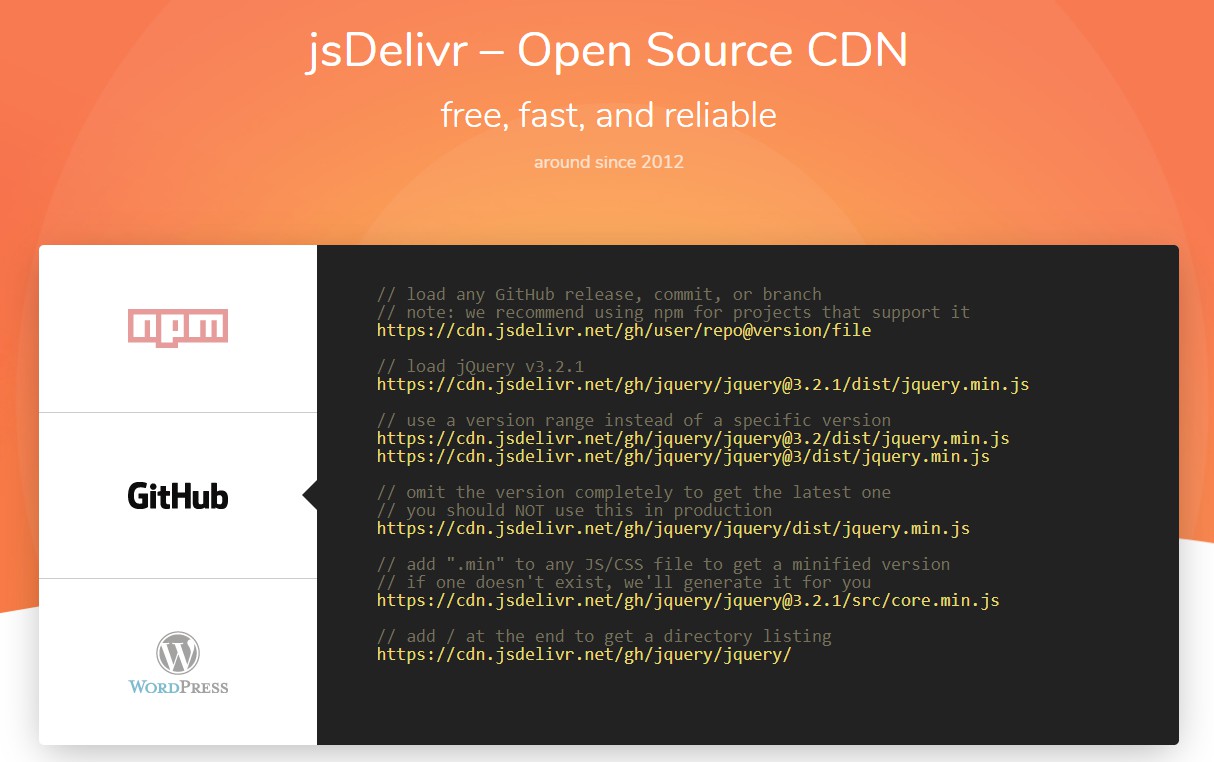 jsDelivr – Open Source CDN
free, fast, and reliable
around since 2012
npm
GitHub
WORDPRESS
// load any GitHub release, commit, or branch
// note: we recommend using npm for projects that support it
https://cdn.jsdelivr.net/gh/user/repo@version/file
// load jQuery v3.2.1
https://cdn.jsdelivr.net/gh/jquery/jquery@3.2.1/dist/jquery.min.js
// use a version range instead of a specific version
https://cdn.jsdelivr.net/gh/jquery/jquery@3.2/dist/jquery.min.js
https://cdn.jsdelivr.net/gh/jquery/jquery@3/dist/jquery.min.js
// omit the version completely to get the latest one
// you should NOT use this in production
https://cdn.jsdelivr.net/gh/jquery/jquery/dist/jquery.min.js
// add ".min" to any JS/CSS file to get a minified version
// if one doesn't exist, we'll generate it for you
https://cdn.jsdelivr.net/gh/jquery/jquery@3.2.1/src/core.min.js
// add / at the end to get a directory listing
https://cdn.jsdelivr.net/gh/jquery/jquery/